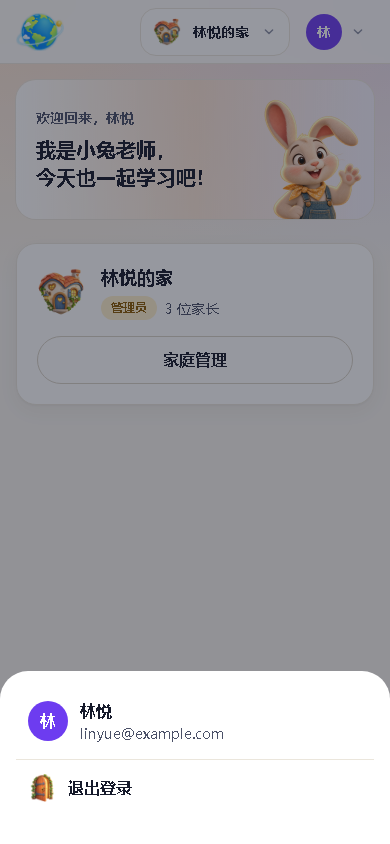 林悦的家
林
欢迎回来，林悦
我是小兔老师，
今天也一起学习吧！
林悦的家
管理员
3 位家长
家庭管理
林
林悦
linyue@example.com
退出登录